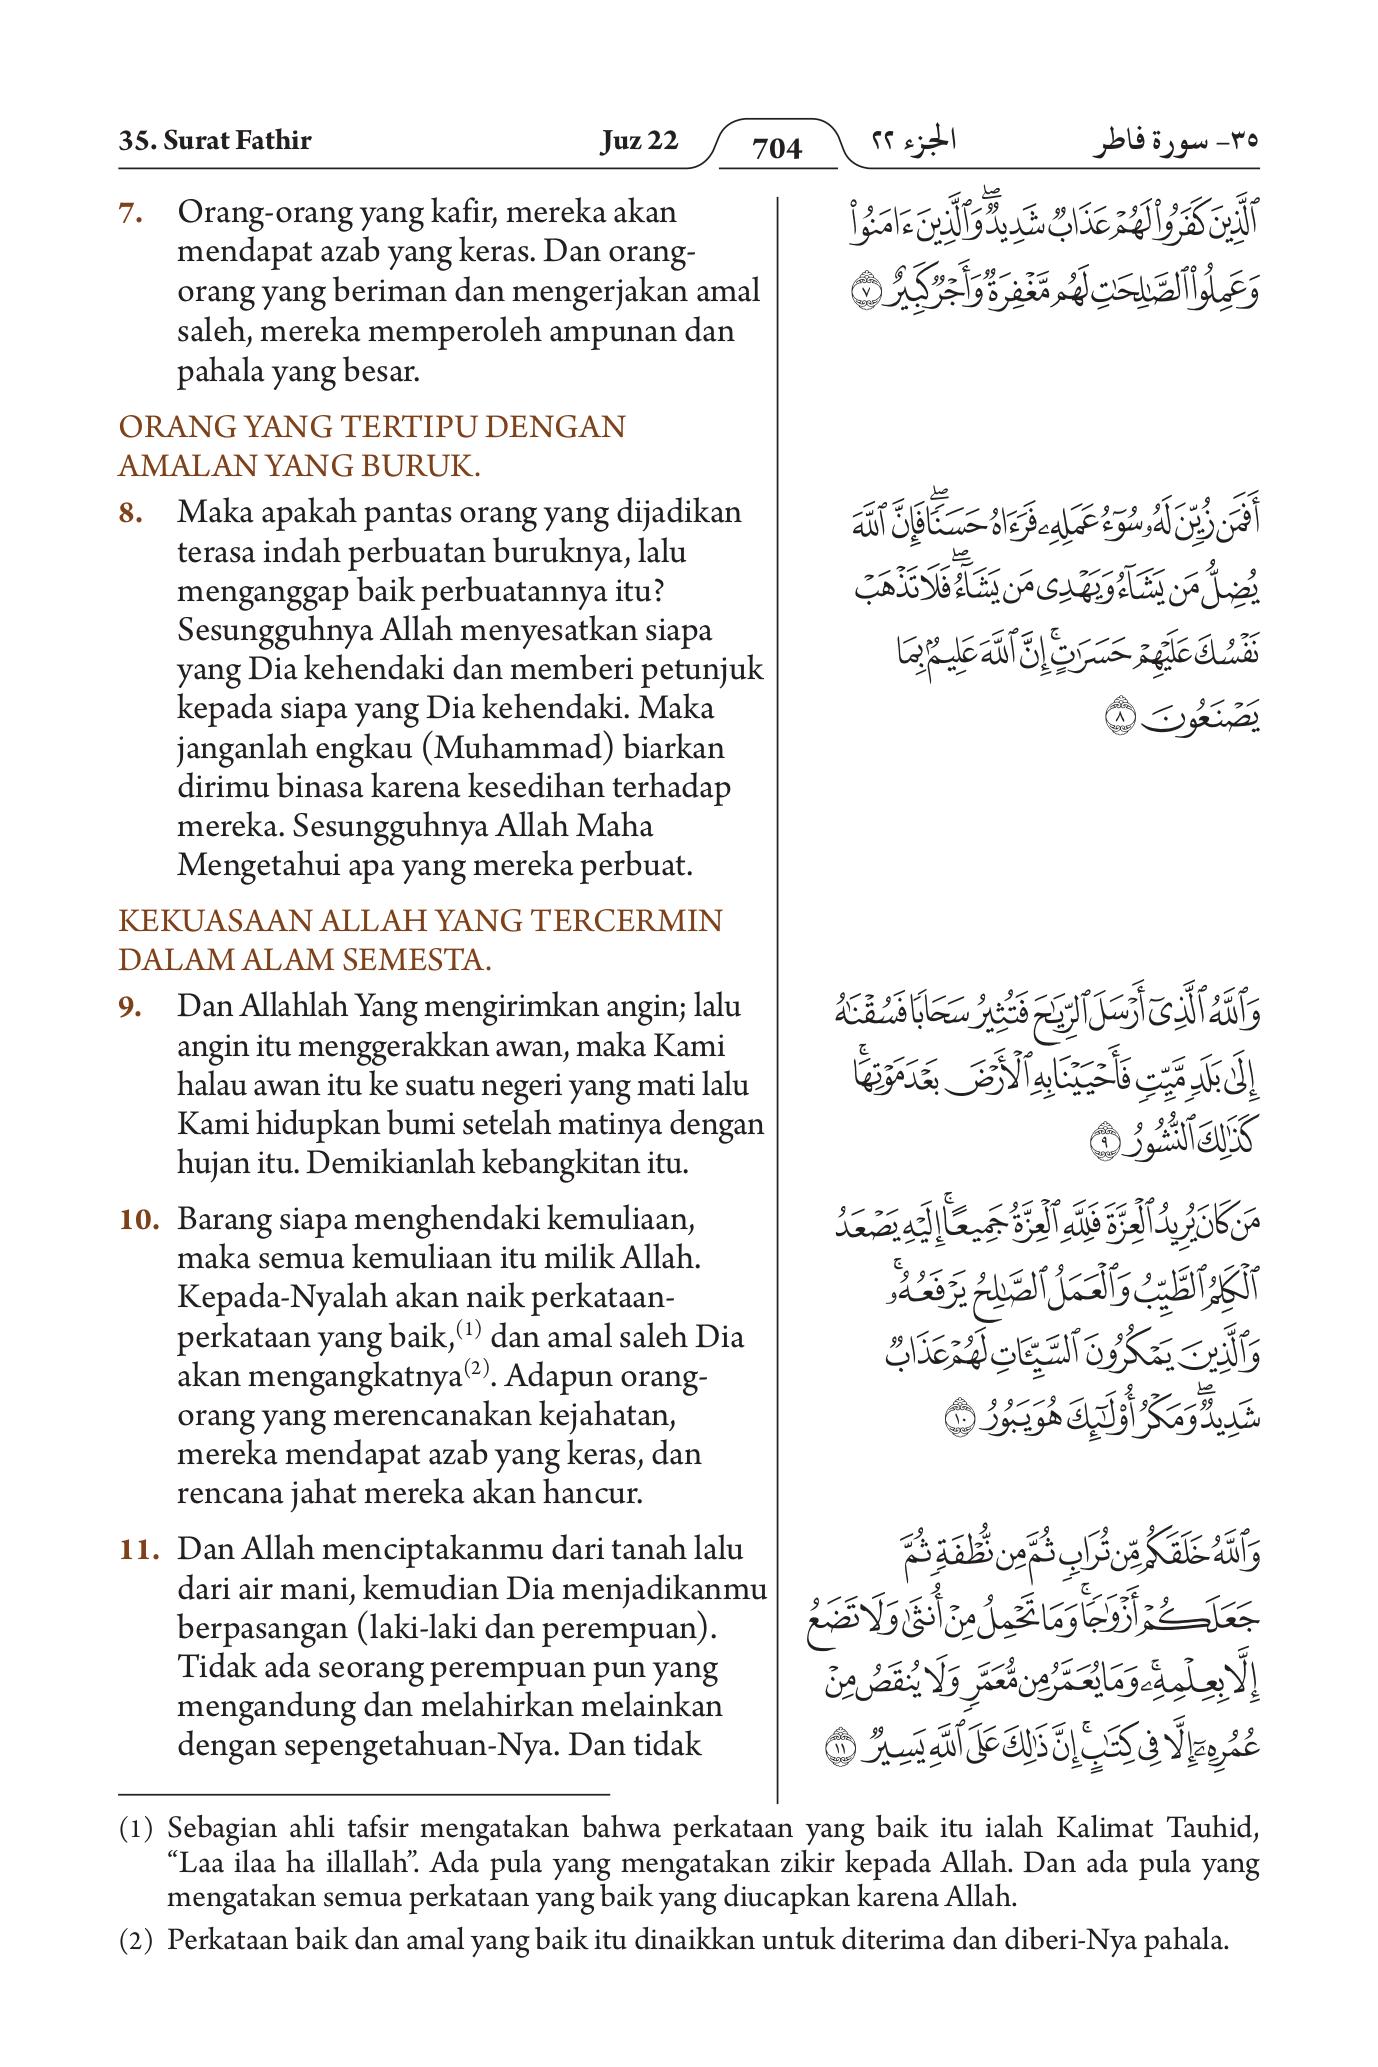 35. Surat Fathir
Juz 22
704
الجزء ٢٢
٣٥- سورة فاطر
7. Orang-orang yang kafir, mereka akan
mendapat azab yang keras. Dan orang-
orang yang beriman dan mengerjakan amal
saleh, mereka memperoleh ampunan dan
pahala yang besar.
ORANG YANG TERTIPU DENGAN
AMALAN YANG BURUK.
8. Maka apakah pantas orang yang dijadikan
terasa indah perbuatan buruknya, lalu
menganggap baik perbuatannya itu?
Sesungguhnya Allah menyesatkan siapa
yang Dia kehendaki dan memberi petunjuk
kepada siapa yang Dia kehendaki. Maka
janganlah engkau (Muhammad) biarkan
dirimu binasa karena kesedihan terhadap
mereka. Sesungguhnya Allah Maha
Mengetahui apa yang mereka perbuat.
KEKUASAAN ALLAH YANG TERCERMIN
DALAM ALAM SEMESTA.
9. Dan Allahlah Yang mengirimkan angin; lalu
angin itu menggerakkan awan, maka Kami
halau awan itu ke suatu negeri yang mati lalu
Kami hidupkan bumi setelah matinya dengan
hujan itu. Demikianlah kebangkitan itu.
10. Barang siapa menghendaki kemuliaan,
maka semua kemuliaan itu milik Allah.
Kepada-Nyalah akan naik perkataan-
perkataan yang baik,(1) dan amal saleh Dia
akan mengangkatnya(2). Adapun orang-
orang yang merencanakan kejahatan,
mereka mendapat azab yang keras, dan
rencana jahat mereka akan hancur.
11. Dan Allah menciptakanmu dari tanah lalu
dari air mani, kemudian Dia menjadikanmu
berpasangan (laki-laki dan perempuan).
Tidak ada seorang perempuan pun yang
mengandung dan melahirkan melainkan
dengan sepengetahuan-Nya. Dan tidak
ٱلَّذِينَ كَفَرُوا۟ لَهُمْ عَذَابٌ شَدِيدٌ ۖ وَٱلَّذِينَ ءَامَنُوا۟
وَعَمِلُوا۟ ٱلصَّـٰلِحَـٰتِ لَهُم مَّغْفِرَةٌ وَأَجْرٌ كَبِيرٌ ٧
أَفَمَن زُيِّنَ لَهُۥ سُوٓءُ عَمَلِهِۦ فَرَءَاهُ حَسَنًا ۖ فَإِنَّ ٱللَّهَ
يُضِلُّ مَن يَشَآءُ وَيَهْدِى مَن يَشَآءُ ۖ فَلَا تَذْهَبْ
نَفْسُكَ عَلَيْهِمْ حَسَرَٰتٍ ۚ إِنَّ ٱللَّهَ عَلِيمٌۢ بِمَا
يَصْنَعُونَ ٨
وَٱللَّهُ ٱلَّذِىٓ أَرْسَلَ ٱلرِّيَـٰحَ فَتُثِيرُ سَحَابًا فَسُقْنَـٰهُ
إِلَىٰ بَلَدٍ مَّيِّتٍ فَأَحْيَيْنَا بِهِ ٱلْأَرْضَ بَعْدَ مَوْتِهَا ۚ
كَذَٰلِكَ ٱلنُّشُورُ ٩
مَن كَانَ يُرِيدُ ٱلْعِزَّةَ فَلِلَّهِ ٱلْعِزَّةُ جَمِيعًا ۚ إِلَيْهِ يَصْعَدُ
ٱلْكَلِمُ ٱلطَّيِّبُ وَٱلْعَمَلُ ٱلصَّـٰلِحُ يَرْفَعُهُۥ ۚ
وَٱلَّذِينَ يَمْكُرُونَ ٱلسَّيِّـَٔاتِ لَهُمْ عَذَابٌ
شَدِيدٌ ۖ وَمَكْرُ أُو۟لَـٰٓئِكَ هُوَ يَبُورُ ١٠
وَٱللَّهُ خَلَقَكُم مِّن تُرَابٍ ثُمَّ مِن نُّطْفَةٍ ثُمَّ
جَعَلَكُمْ أَزْوَٰجًا ۚ وَمَا تَحْمِلُ مِنْ أُنثَىٰ وَلَا تَضَعُ
إِلَّا بِعِلْمِهِۦ ۚ وَمَا يُعَمَّرُ مِن مُّعَمَّرٍ وَلَا يُنقَصُ مِنْ
عُمُرِهِۦٓ إِلَّا فِى كِتَـٰبٍ ۚ إِنَّ ذَٰلِكَ عَلَى ٱللَّهِ يَسِيرٌ ١١
(1) Sebagian ahli tafsir mengatakan bahwa perkataan yang baik itu ialah Kalimat Tauhid,
“Laa ilaa ha illallah”. Ada pula yang mengatakan zikir kepada Allah. Dan ada pula yang
mengatakan semua perkataan yang baik yang diucapkan karena Allah.
(2) Perkataan baik dan amal yang baik itu dinaikkan untuk diterima dan diberi-Nya pahala.